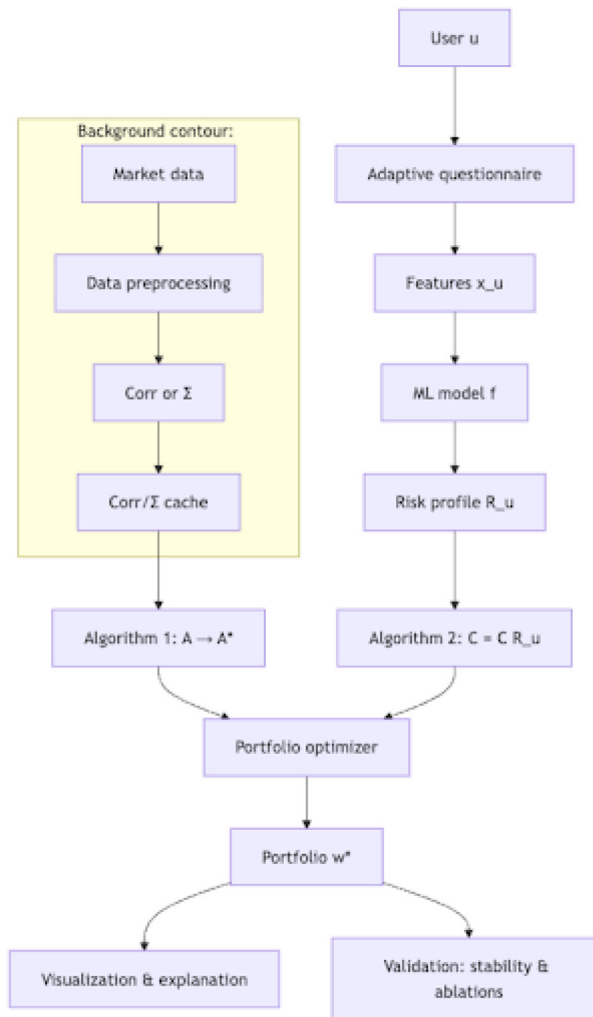 User u
Background contour:
Market data
Adaptive questionnaire
Data preprocessing
Features x_u
Corr or Σ
ML model f
Corr/Σ cache
Risk profile R_u
Algorithm 1: A → A*
Algorithm 2: C = C R_u
Portfolio optimizer
Portfolio w*
Visualization & explanation
Validation: stability &
ablations